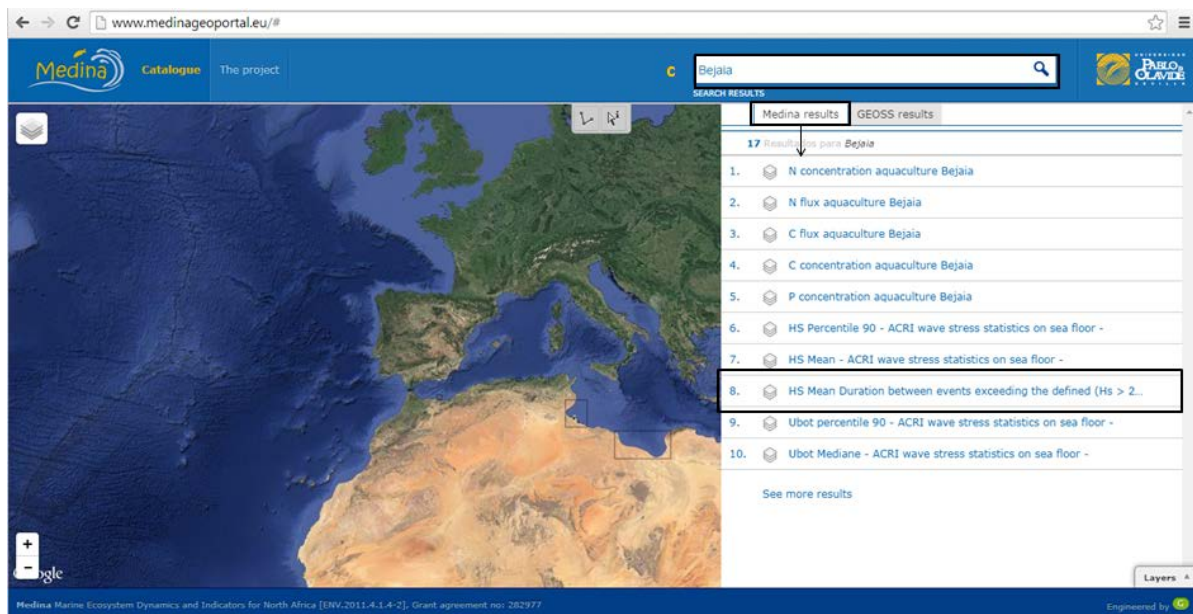 www.medinageoportal.eu/#
Medina
Catalogue
The project
c
Bejaia
SEARCH RESULTS
UNIVERSIDAD
PABLO DE
OLAVIDE
SEVILLA
Medina results
GEOSS results
17 Resultados para Bejaia
1. N concentration aquaculture Bejaia
2. N flux aquaculture Bejaia
3. C flux aquaculture Bejaia
4. C concentration aquaculture Bejaia
5. P concentration aquaculture Bejaia
6. HS Percentile 90 - ACRI wave stress statistics on sea floor -
7. HS Mean - ACRI wave stress statistics on sea floor -
8. HS Mean Duration between events exceeding the defined (Hs > 2...
9. Ubot percentile 90 - ACRI wave stress statistics on sea floor -
10. Ubot Mediane - ACRI wave stress statistics on sea floor -
See more results
+
-
ogle
Layers
Medina Marine Ecosystem Dynamics and Indicators for North Africa [ENV.2011.4.1.4-2], Grant agreement no: 282977
Engineered by G